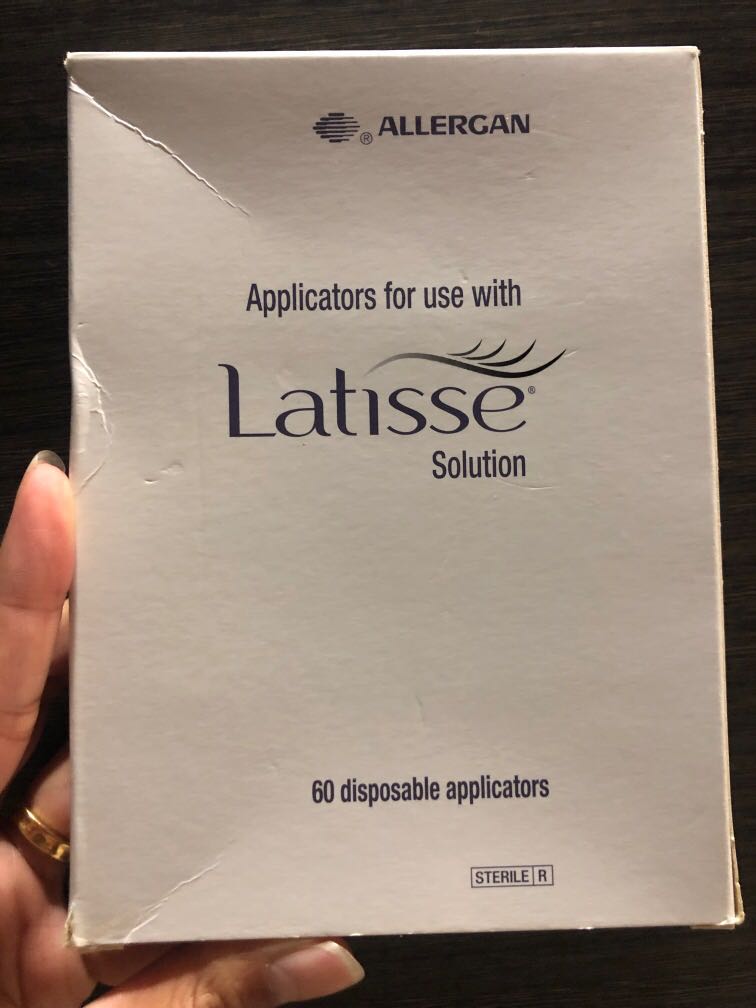 ® ALLERGAN
Applicators for use with
Latisse®
Solution
60 disposable applicators
STERILE R